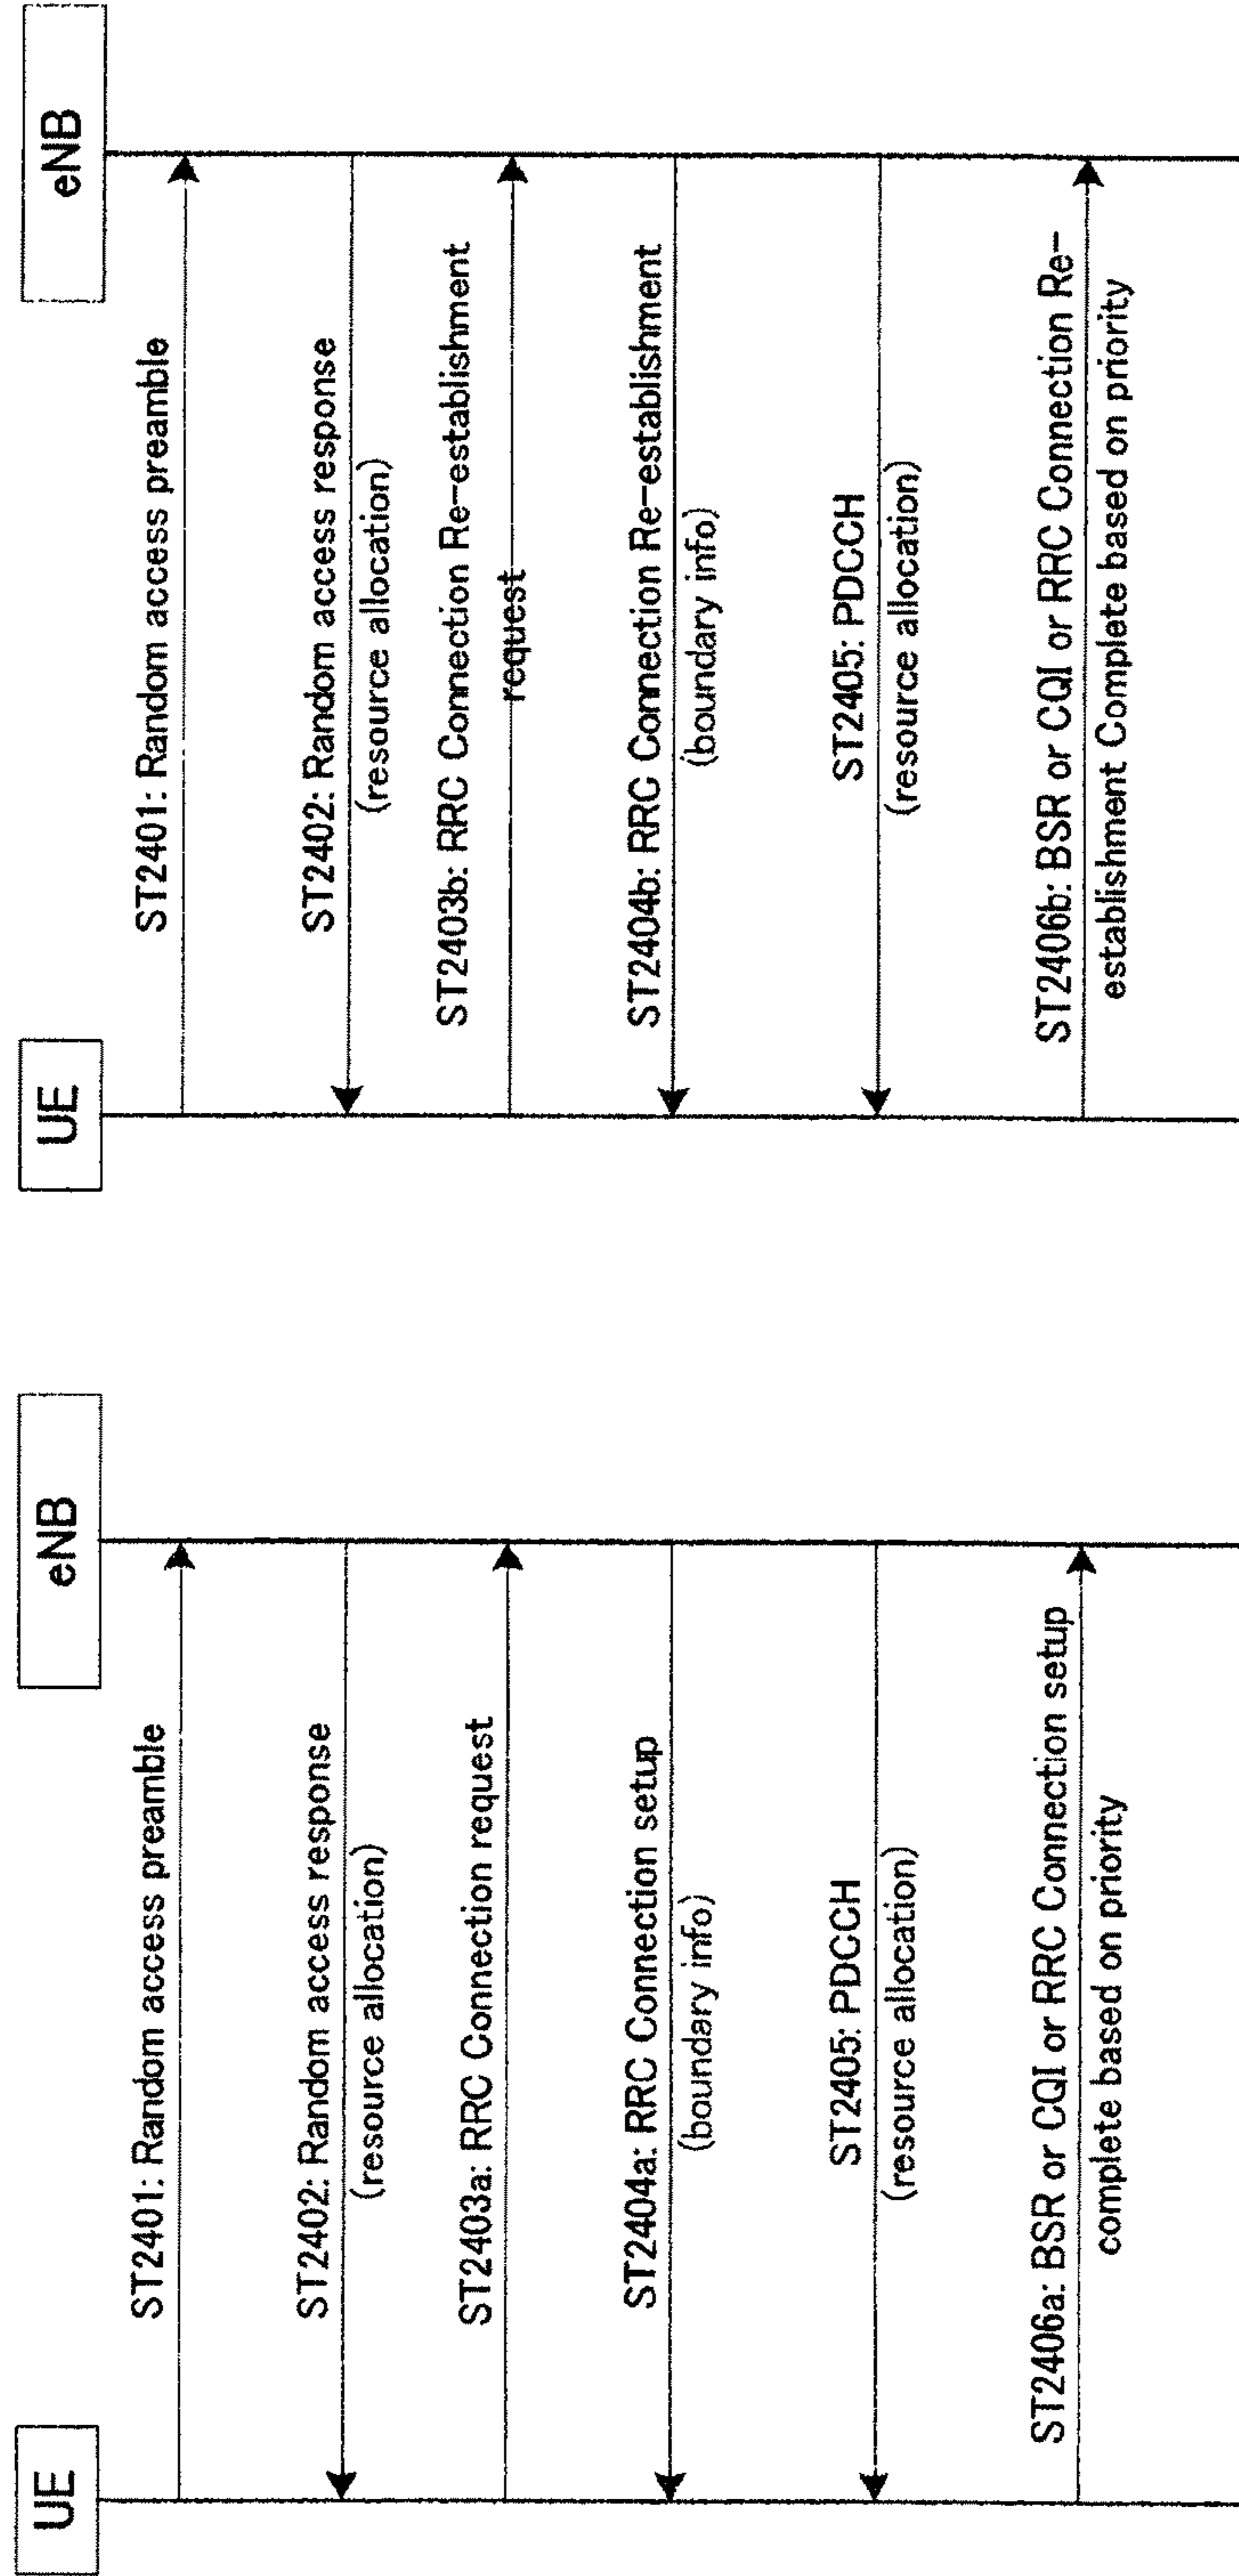 UE
eNB
ST2401: Random access preamble
ST2402: Random access response
(resource allocation)
ST2403a: RRC Connection request
ST2404a: RRC Connection setup
(boundary info)
ST2405: PDCCH
(resource allocation)
ST2406a: BSR or CQI or RRC Connection setup
complete based on priority
UE
eNB
ST2401: Random access preamble
ST2402: Random access response
(resource allocation)
ST2403b: RRC Connection Re-establishment
request
ST2404b: RRC Connection Re-establishment
(boundary info)
ST2405: PDCCH
(resource allocation)
ST2406b: BSR or CQI or RRC Connection Re-
establishment Complete based on priority